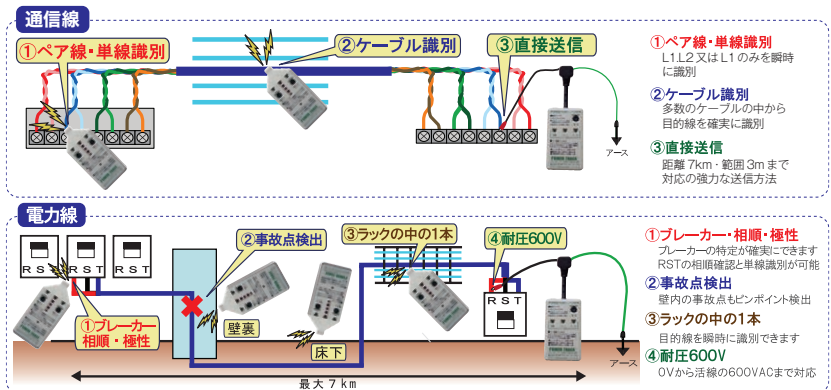 通信線
①ペア線・単線識別
②ケーブル識別
③直接送信
アース
①ペア線・単線識別
L1.L2又はL1のみを瞬時
に識別
②ケーブル識別
多数のケーブルの中から
目的線を確実に識別
③直接送信
距離7km・範囲3mまで
対応の強力な送信方法
電力線
R S T
R S T
R S T
①ブレーカー
相順・極性
②事故点検出
壁裏
床下
③ラックの中の1本
④耐圧600V
R S T
アース
最大7km
①ブレーカー・相順・極性
ブレーカーの特定が確実にできます
RSTの相順確認と単線識別が可能
②事故点検出
壁内の事故点もピンポイント検出
③ラックの中の1本
目的線を瞬時に識別できます
④耐圧600V
0Vから活線の600VACまで対応